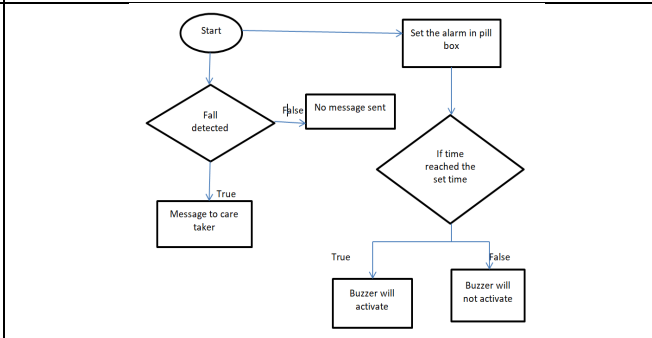 Start
Set the alarm in pill
box
Fall
detected
False
No message sent
If time
reached the
set time
True
Message to care
taker
True
False
Buzzer will
activate
Buzzer will
not activate